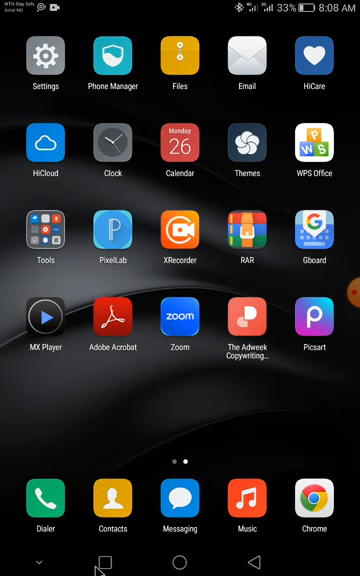 MTN-Stay Safe
Airtel NG
4G
3G
33%
8:08 AM
Settings
Phone Manager
Files
Email
HiCare
HiCloud
Clock
Monday
26
Calendar
Themes
P
W
S
WPS Office
Tools
P
PixelLab
XRecorder
RAR
G
Gboard
MX Player
Adobe Acrobat
zoom
Zoom
The Adweek
Copywriting...
P
Picsart
Dialer
Contacts
Messaging
Music
Chrome